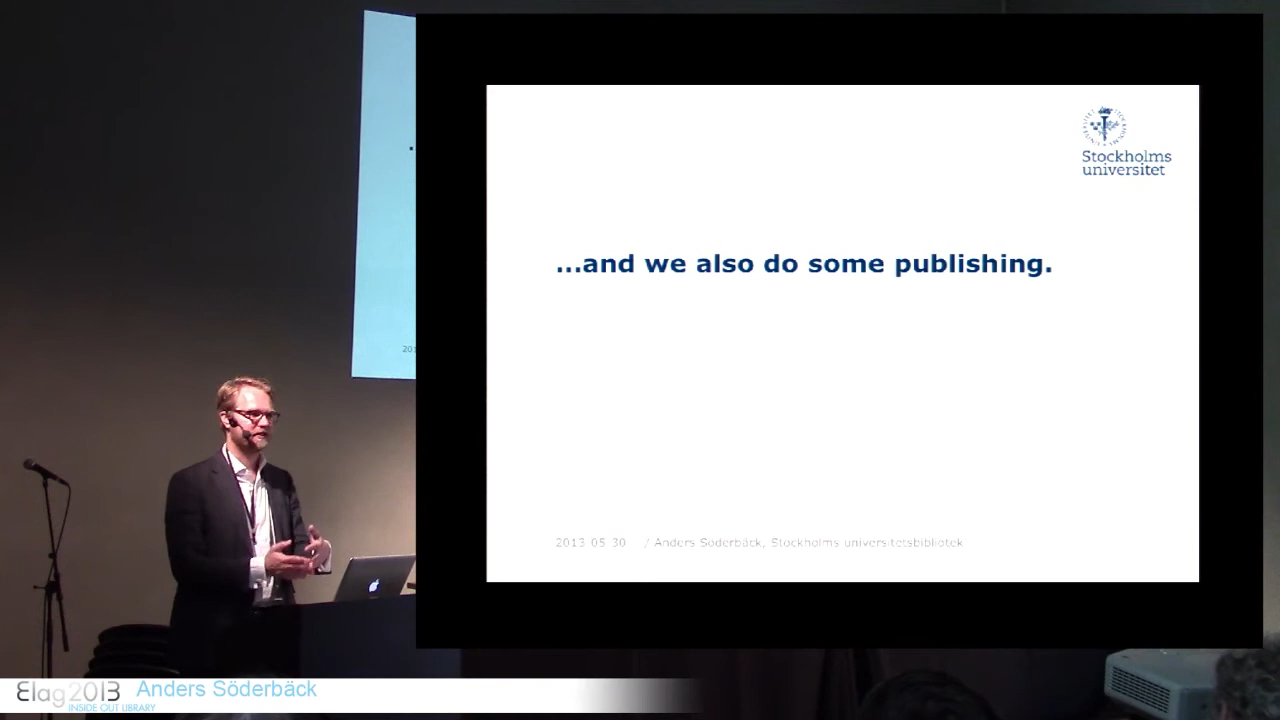 Stockholms
universitet
...and we also do some publishing.
2013-05-30 / Anders Söderbäck, Stockholms universitetsbibliotek
201
Elag2013 Anders Söderbäck
INSIDE OUT LIBRARY